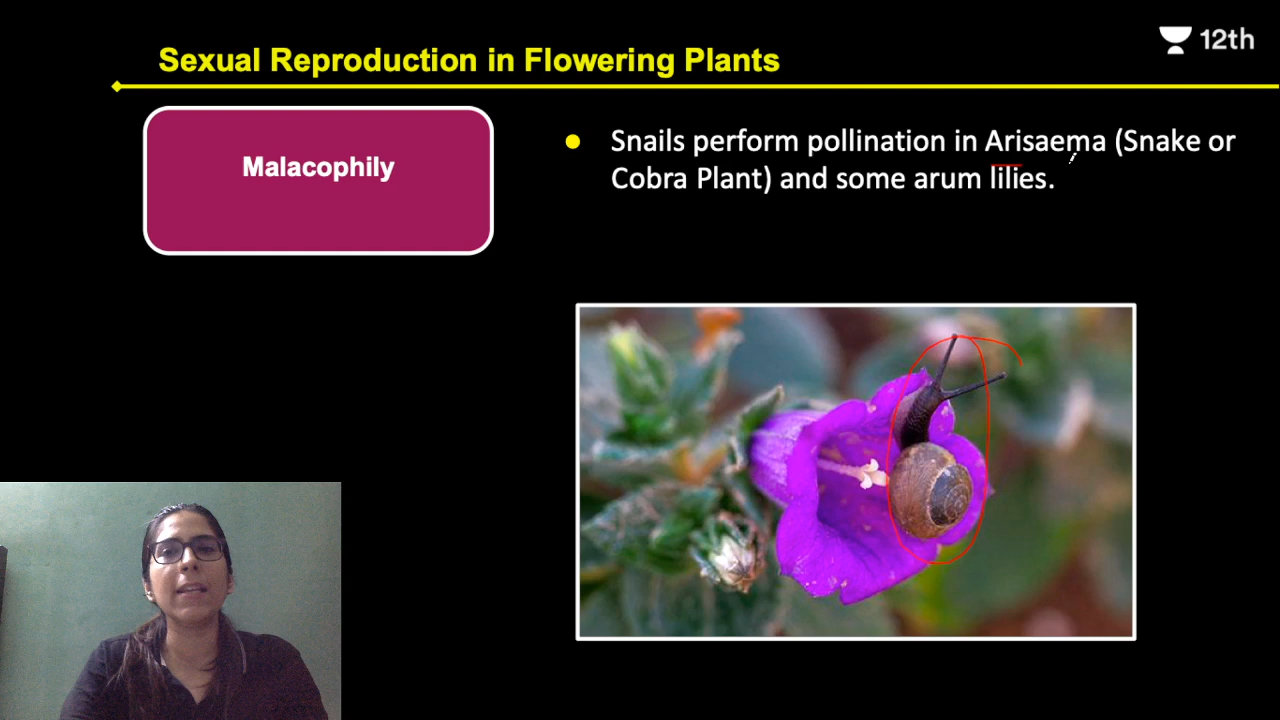 12th
Sexual Reproduction in Flowering Plants
Malacophily
Snails perform pollination in Arisaema (Snake or
Cobra Plant) and some arum lilies.